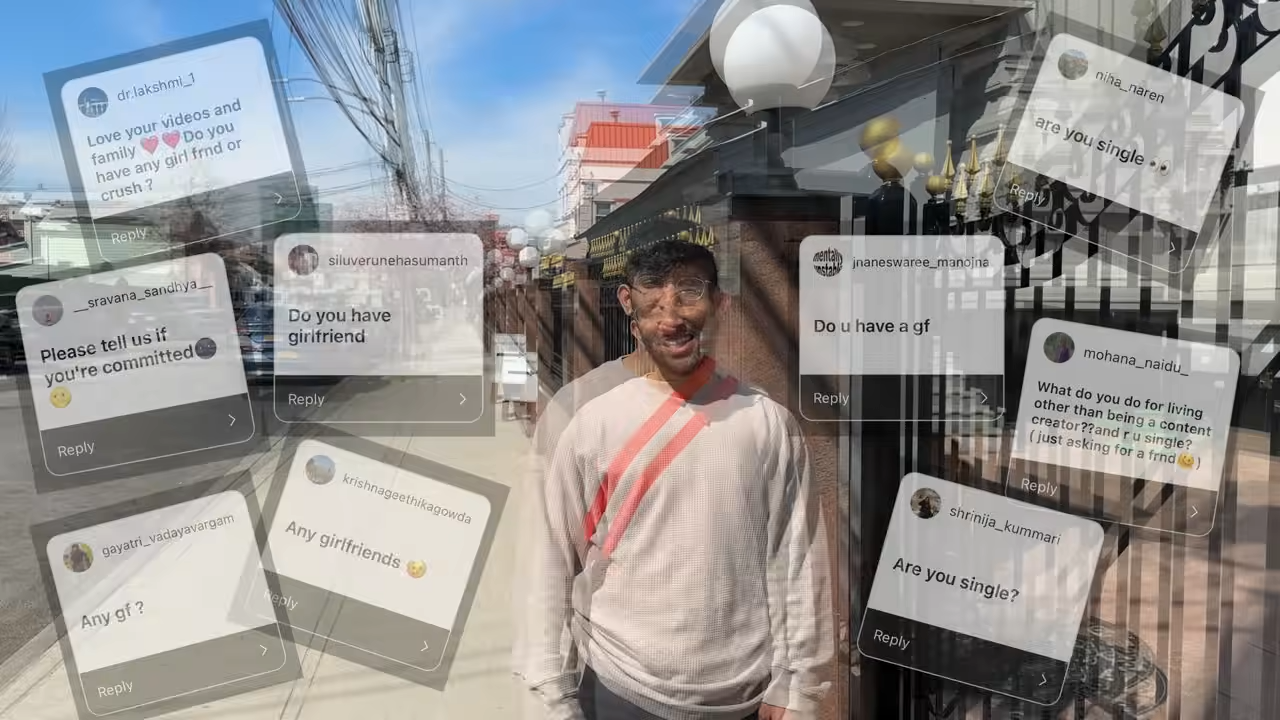 dr.lakshmi_1
Love your videos and
family ❤️❤️Do you
have any girl frnd or
crush ?
Reply
niha_naren
are you single 👀
Reply
__sravana_sandhya__
Please tell us if
you're committed🌚
🌝
Reply
siluverunehasumanth
Do you have
girlfriend
Reply
mentally
unstable
jnaneswaree_manojna
Do u have a gf
Reply
mohana_naidu_
What do you do for living
other than being a content
creator??and r u single?
( just asking for a frnd😉)
Reply
gayatri_vadayavargam
Any gf ?
Reply
krishnageethikagowda
Any girlfriends 😉
Reply
shrinija_kummari
Are you single?
Reply